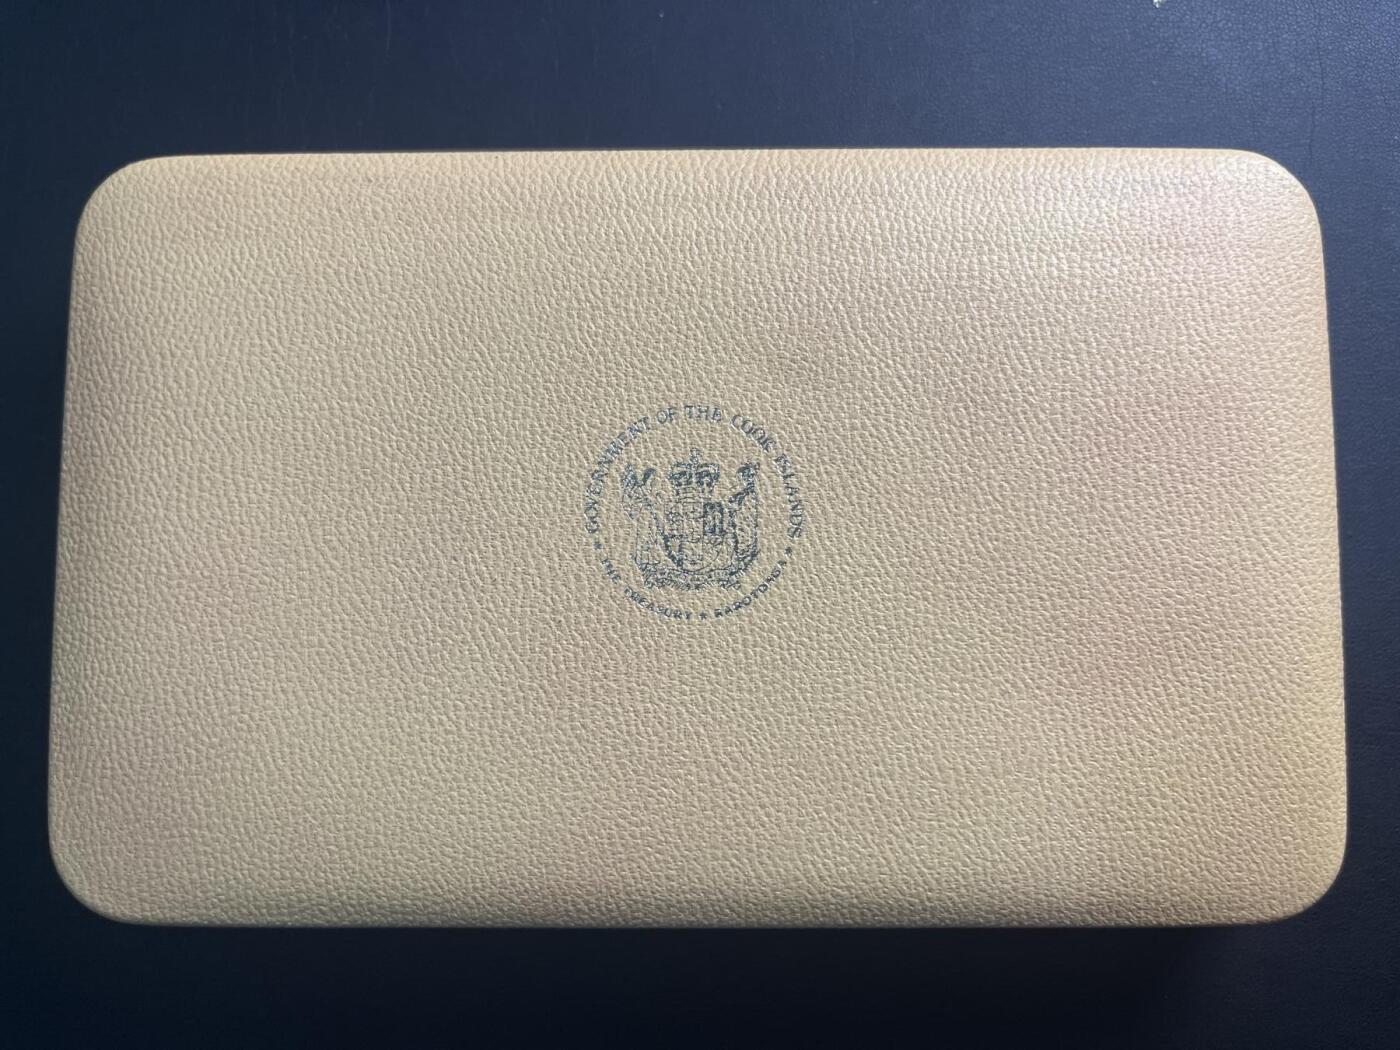 GOVERNMENT OF THE COOK ISLANDS
★ THE TREASURY ★ RAROTONGA ★